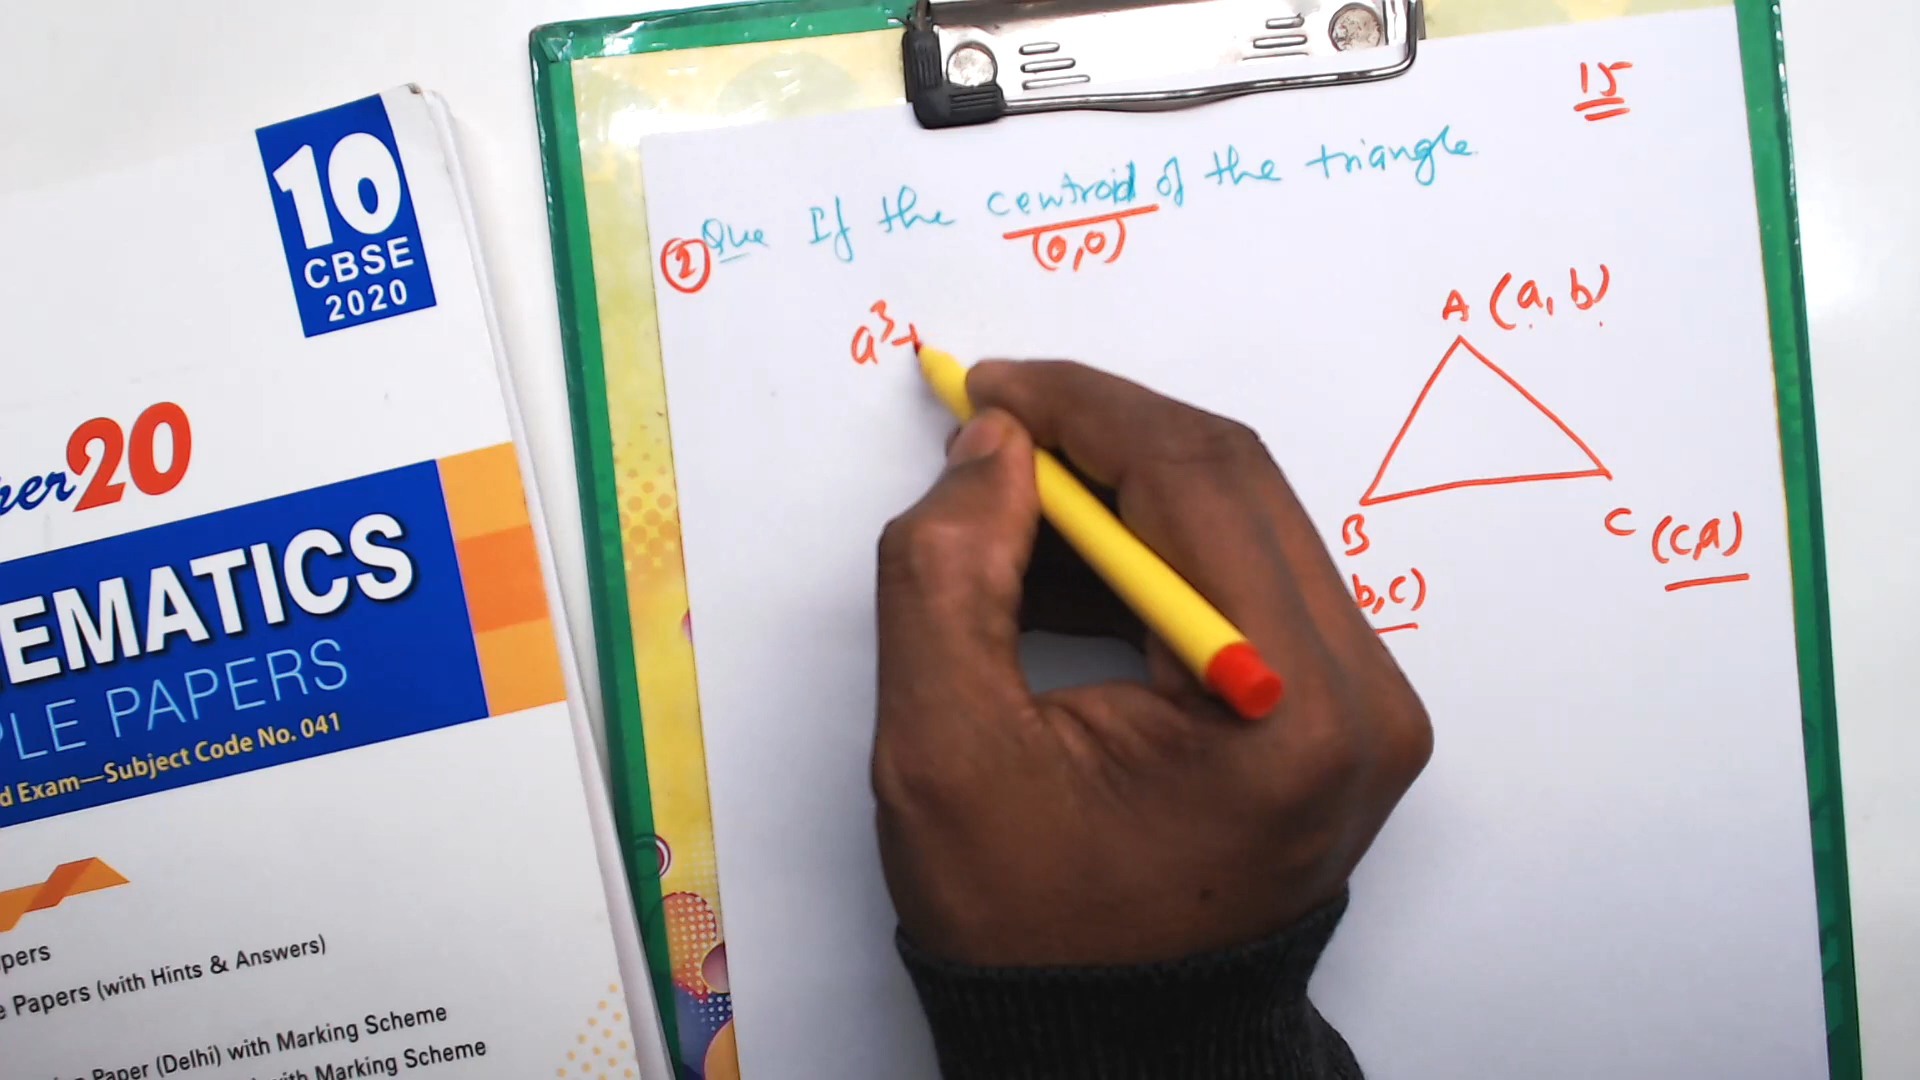 10
CBSE
2020
20
EMATICS
PLE PAPERS
d Exam—Subject Code No. 041
pers
Papers (with Hints & Answers)
Paper (Delhi) with Marking Scheme
with Marking Scheme
15
② Que If the centroid of the triangle
(0,0)
a³+
A (a, b)
B
C (c,a)
b,c)